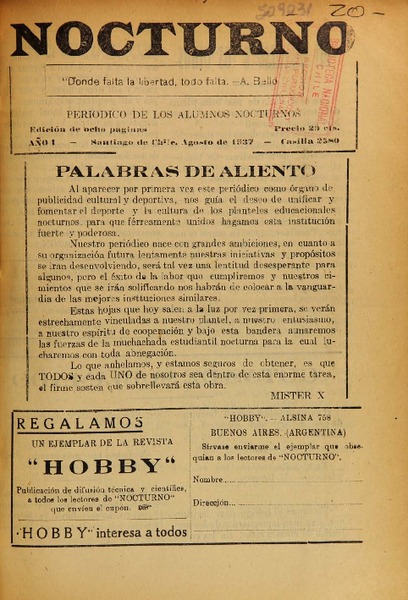 509231
20-
NOCTURNO
"Donde falta la libertad, todo falta. —A. Bello
CHILE
PERIODICO DE LOS ALUMNOS NOCTURNOS
Edición de ocho paginas Precio 20 cts.
AÑO I — Santiago de Chile, Agosto de 1937 — Casilla 2580
PALABRAS DE ALIENTO
Al aparecer por primera vez este periódico como órgano de
publicidad cultural y deportiva, nos guía el deseo de unificar y
fomentar el deporte y la cultura de los planteles educacionales
nocturnos, para que férreamente unidos hagamos esta institución
fuerte y poderosa.
Nuestro periódico nace con grandes ambiciones, en cuanto a
su organización futura lentamente nuestras iniciativas y propósitos
se iran desenvolviendo, será tal vez una lentitud desesperante para
algunos, pero el éxito de la labor que cumpliremos y nuestros ci-
mientos que se irán solificando nos habrán de colocar a la vanguar-
dia de las mejores instituciones similares.
Estas hojas que hoy salen a la luz por vez primera, se verán
estrechamente vinculadas a nuestro plantel, a nuestro entusiasmo,
a nuestro espíritu de cooperación y bajo esta bandera aunaremos
las fuerzas de la muchachada estudiantil nocturna para la cual lu-
charemos con toda abnegación.
Lo que anhelamos, y estamos seguros de obtener, es que
TODOS y cada UNO de nosotros sea dentro de esta enorme tarea,
el firme sosten que sobrellevará esta obra.
MISTER X
REGALAMOS
UN EJEMPLAR DE LA REVISTA
"HOBBY"
Publicación de difusión técnica y científica,
a todos los lectores de "NOCTURNO"
que envíen el cupón.
"HOBBY" interesa a todos
"HOBBY". — ALSINA 758
BUENOS AIRES. (ARGENTINA)
Sírvase enviarme el ejemplar que obse-
quian a los lectores de "NOCTURNO".
Nombre
Dirección